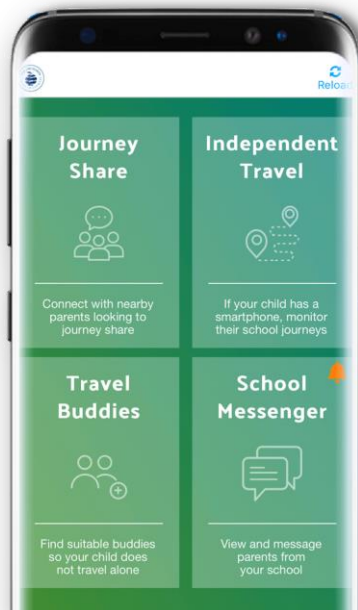 Reload
Journey
Share
Connect with nearby
parents looking to
journey share
Independent
Travel
If your child has a
smartphone, monitor
their school journeys
Travel
Buddies
Find suitable buddies
so your child does
not travel alone
School
Messenger
View and message
parents from
your school